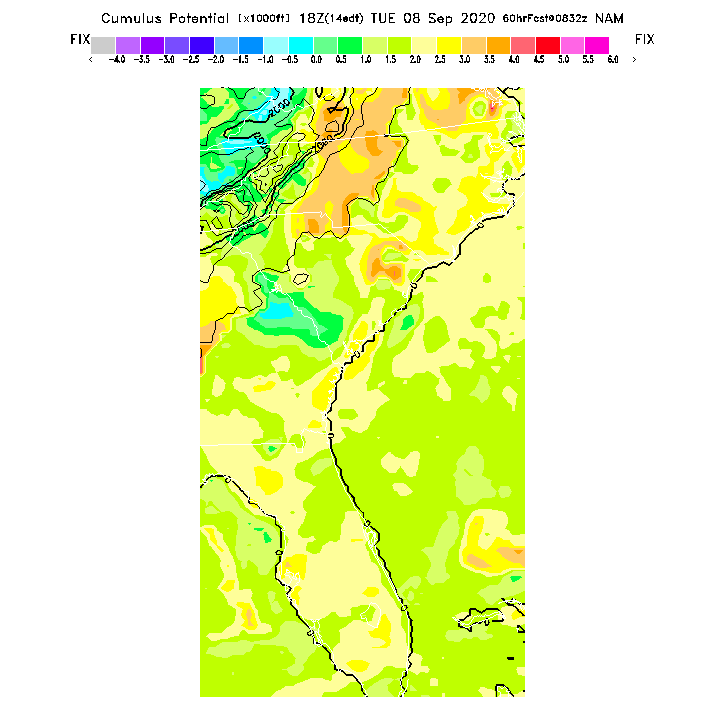 Cumulus Potential [x1000ft] 18Z(14edt) TUE 08 Sep 2020 60hrFcst@0832z NAM
FIX FIX
< -4.0 -3.5 -3.0 -2.5 -2.0 -1.5 -1.0 -0.5 0.0 0.5 1.0 1.5 2.0 2.5 3.0 3.5 4.0 4.5 5.0 5.5 6.0 >
2000
2000